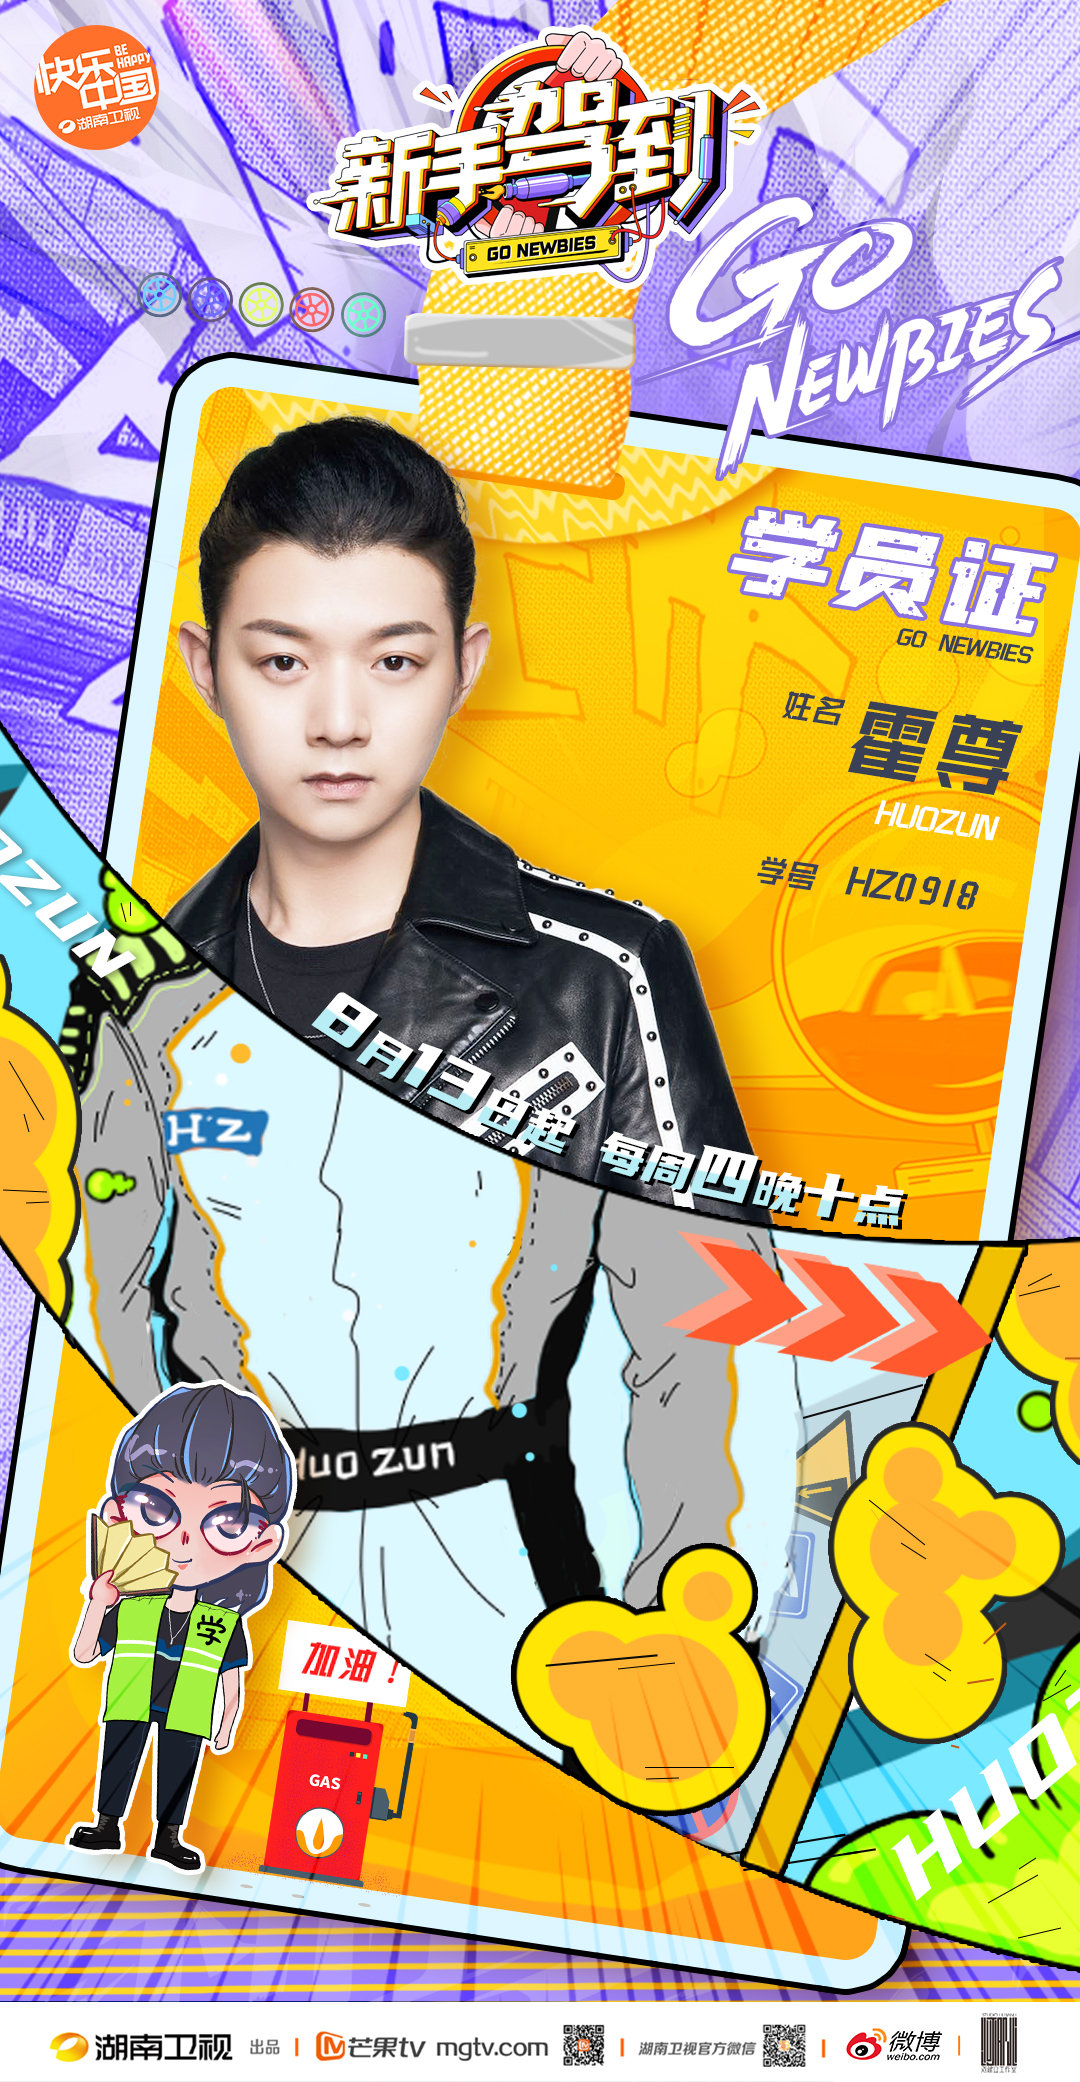 快乐
中国
BE
HAPPY
湖南卫视
新手驾到
GO NEWBIES
GO
NEWBIES
学员证
GO NEWBIES
姓名 霍尊
HUOZUN
学号 HZ0918
OZUN
8月13日起 每周四晚十点
H'Z
Huo zun
学
加油!
GAS
HUO
湖南卫视 出品 芒果tv mgtv.com 湖南卫视官方微信 微博
weibo.com